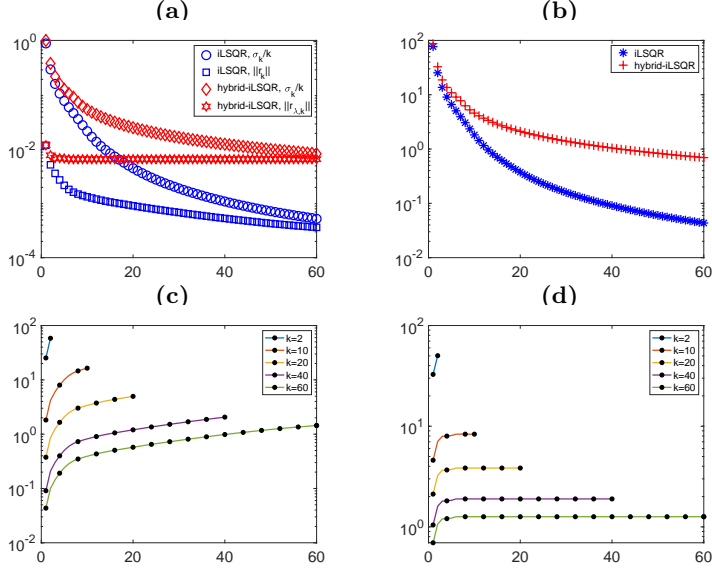 (a)
(b)
10^0
10^-2
10^-4
0
20
40
60
iLSQR, σ_k/k
iLSQR, ||r_k||
hybrid-iLSQR, σ_k/k
hybrid-iLSQR, ||r_λ,k||
10^2
10^1
10^0
10^-1
10^-2
0
20
40
60
iLSQR
hybrid-iLSQR
(c)
(d)
10^2
10^1
10^0
10^-1
10^-2
0
20
40
60
k=2
k=10
k=20
k=40
k=60
10^2
10^1
10^0
0
20
40
60
k=2
k=10
k=20
k=40
k=60